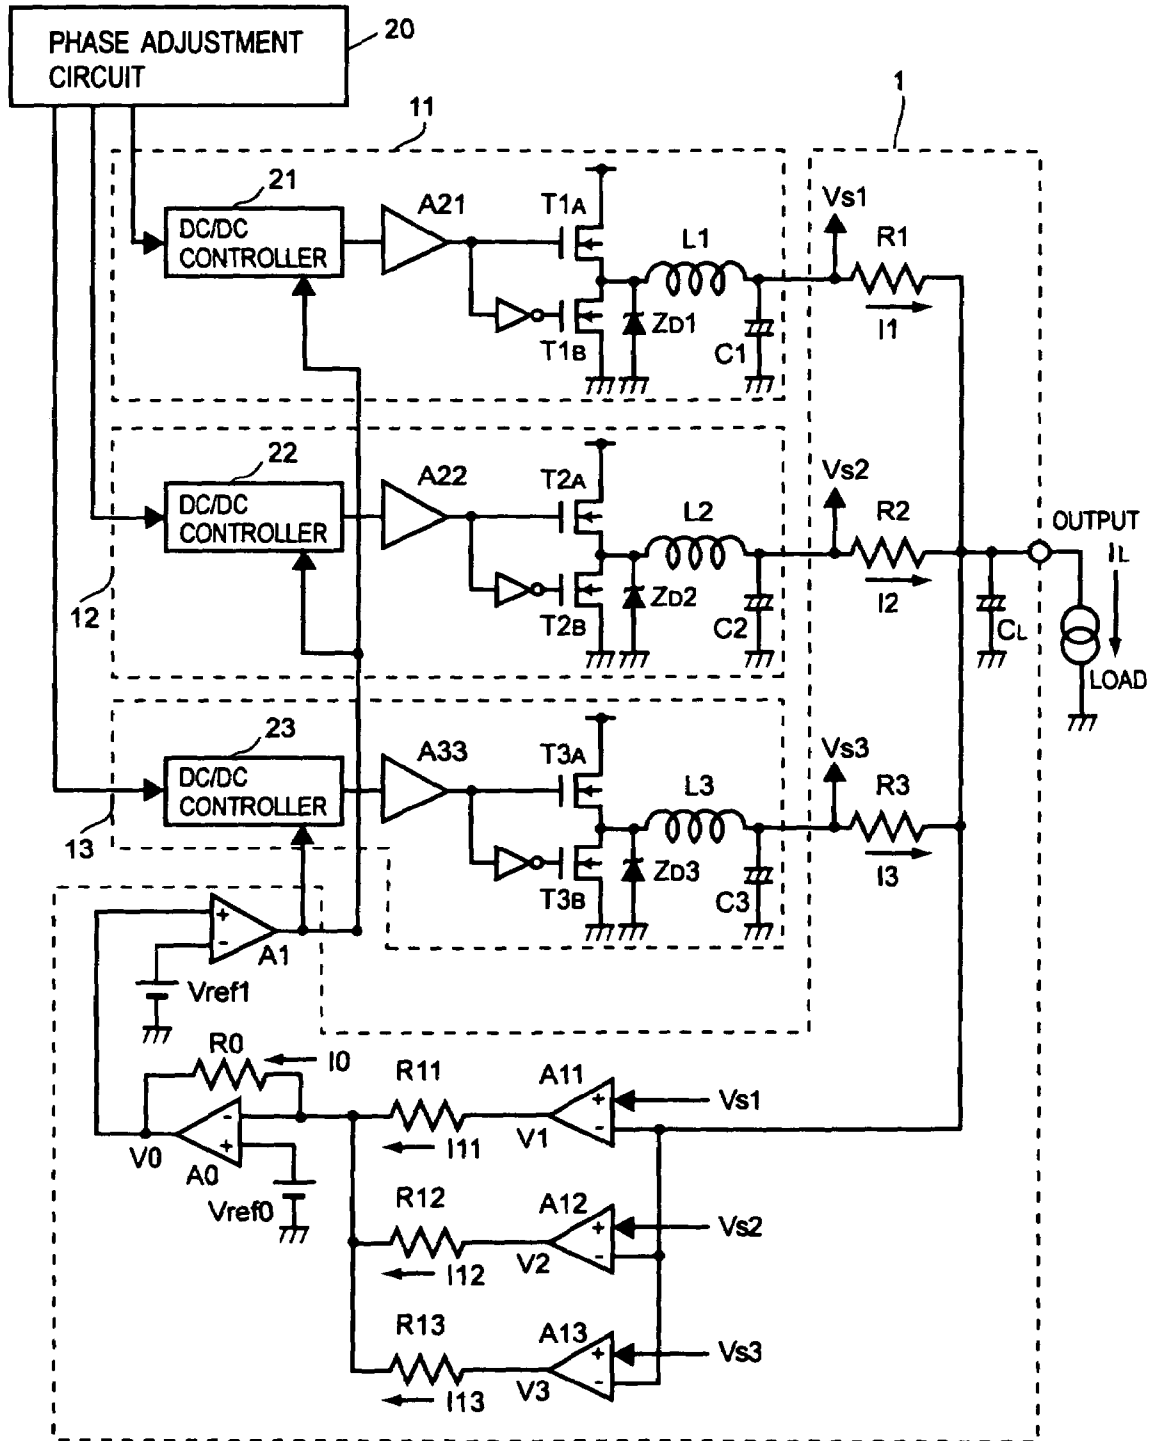 PHASE ADJUSTMENT
CIRCUIT
20
1
11
21
DC/DC
CONTROLLER
A21
T1A
T1B
ZD1
L1
C1
Vs1
R1
I1
12
22
DC/DC
CONTROLLER
A22
T2A
T2B
ZD2
L2
C2
Vs2
R2
I2
OUTPUT
IL
CL
LOAD
13
23
DC/DC
CONTROLLER
A33
T3A
T3B
ZD3
L3
C3
Vs3
R3
I3
+
-
A1
Vref1
R0
I0
-
+
V0
A0
Vref0
R11
I11
V1
A11
+
-
Vs1
R12
I12
V2
A12
+
-
Vs2
R13
I13
V3
A13
+
-
Vs3